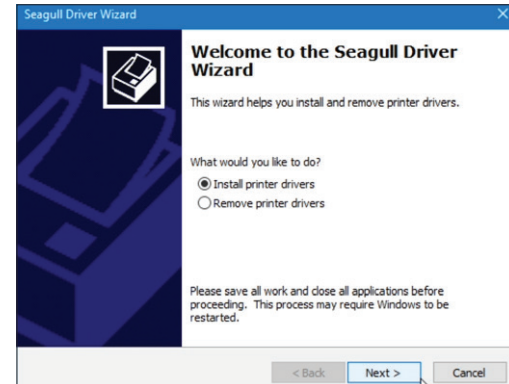 Seagull Driver Wizard
Welcome to the Seagull Driver
Wizard
This wizard helps you install and remove printer drivers.
What would you like to do?
Install printer drivers
Remove printer drivers
Please save all work and close all applications before
proceeding. This process may require Windows to be
restarted.
< Back Next > Cancel